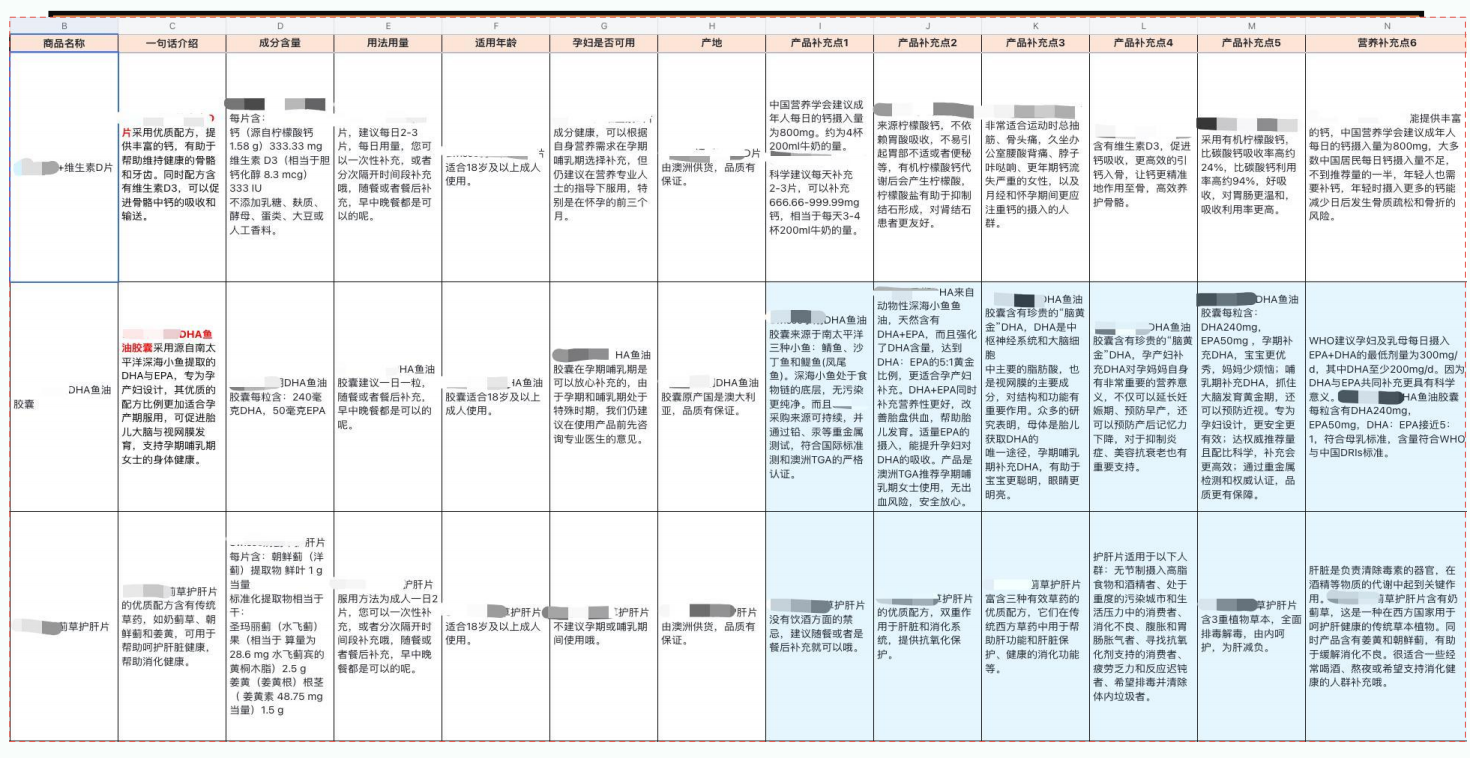 B C D E F G H I J K L M N
商品名称 一句话介绍 成分含量 用法用量 适用年龄 孕妇是否可用 产地 产品补充点1 产品补充点2 产品补充点3 产品补充点4 产品补充点5 营养补充点6
+维生素D片
片采用优质配方，提
供丰富的钙，有助于
帮助维持健康的骨骼
和牙齿。同时配方含
有维生素D3，可以促
进骨骼中钙的吸收和
输送。
每片含：
钙（源自柠檬酸钙
1.58 g）333.33 mg
维生素 D3（相当于胆
钙化醇 8.3 mcg）
333 IU
不添加乳糖、麸质、
酵母、蛋类、大豆或
人工香料。
片，建议每日2-3
片，每日用量，您可
以一次性补充，或者
分次隔开时间段补充
哦，随餐或者餐后补
充，早中晚餐都是可
以的呢。
片
适合18岁及以上成人
使用。
成分健康，可以根据
自身营养需求在孕期
哺乳期选择补充，但
仍建议在营养专业人
士的指导下服用，特
别是在怀孕的前三个
月。
D片
由澳洲供货，品质有
保证。
中国营养学会建议成
年人每日的钙摄入量
为800mg。约为4杯
200ml牛奶的量。
科学建议每天补充
2-3片，可以补充
666.66-999.99mg
钙，相当于每天3-4
杯200ml牛奶的量。
来源柠檬酸钙，不依
赖胃酸吸收，不易引
起胃部不适或者便秘
等，有机柠檬酸钙代
谢后会产生柠檬酸，
柠檬酸盐有助于抑制
结石形成，对肾结石
患者更友好。
非常适合运动时总抽
筋、骨头痛，久坐办
公室腰酸背痛、脖子
咔哒响、更年期钙流
失严重的女性，以及
月经和怀孕期间更应
注重钙的摄入的人
群。
含有维生素D3，促进
钙吸收，更高效的引
钙入骨，让钙更精准
地作用至骨，高效养
护骨骼。
采用有机柠檬酸钙，
比碳酸钙吸收率高约
24%，比碳酸钙利用
率高约94%，好吸
收，对胃肠更温和，
吸收利用率更高。
能提供丰富
的钙，中国营养学会建议成年人
每日的钙摄入量为800mg，大多
数中国居民每日钙摄入量不足，
不到推荐量的一半，年轻人也需
要补钙，年轻时摄入更多的钙能
减少日后发生骨质疏松和骨折的
风险。
DHA鱼油
胶囊
DHA鱼
油胶囊采用源自南太
平洋深海小鱼提取的
DHA与EPA，专为孕
产妇设计，其优质的
配方比例更加适合孕
产期服用，可促进胎
儿大脑与视网膜发
育，支持孕期哺乳期
女士的身体健康。
DHA鱼油
胶囊每粒含：240毫
克DHA，50毫克EPA
HA鱼油
胶囊建议一日一粒，
随餐或者餐后补充，
早中晚餐都是可以的
呢。
HA鱼油
胶囊适合18岁及以上
成人使用。
HA鱼油
胶囊在孕期哺乳期是
可以放心补充的，由
于孕期和哺乳期处于
特殊时期，我们仍建
议在使用产品前先咨
询专业医生的意见。
DHA鱼油
胶囊原产国是澳大利
亚，品质有保证。
DHA鱼油
胶囊来源于南太平洋
三种小鱼：鲭鱼、沙
丁鱼和鳀鱼(凤尾
鱼)，深海小鱼处于食
物链的底层，无污染
更纯净。而且
采购来源可持续，并
通过铅、汞等重金属
测试，符合国际标准
测和澳洲TGA的严格
认证。
HA来自
动物性深海小鱼鱼
油，天然含有
DHA+EPA，而且强化
了DHA含量，达到
DHA：EPA的5:1黄金
比例，更适合孕产妇
补充。DHA+EPA同时
补充营养性更好，改
善胎盘供血，帮助胎
儿发育。适量EPA的
摄入，能提升孕妇对
DHA的吸收。产品是
澳洲TGA推荐孕期哺
乳期女士使用，无出
血风险，安全放心。
HA鱼油
胶囊含有珍贵的“脑黄
金”DHA，DHA是中
枢神经系统和大脑细
胞
中主要的脂肪酸，也
是视网膜的主要成
分，对结构和功能有
重要作用。众多的研
究表明，母体是胎儿
获取DHA的
唯一途径，孕期哺乳
期补充DHA，有助于
宝宝更聪明，眼睛更
明亮。
DHA鱼油
胶囊含有珍贵的“脑
黄金”DHA，孕产妇补
充DHA对孕妈妈自身
有非常重要的营养意
义，不仅可以延长妊
娠期、预防早产，还
可以预防产后记忆力
下降，对于抑制炎
症、美容抗衰老也有
重要支持。
DHA鱼油
胶囊每粒含：
DHA240mg，
EPA50mg，孕期补
充DHA，宝宝更优
秀，妈妈少烦恼；哺
乳期补充DHA，抓住
大脑发育黄金期，还
可以预防近视。专为
孕妇设计，更安全更
有效；达权威推荐量
且配比科学，补充会
更高效；通过重金属
检测和权威认证，品
质更有保障。
WHO建议孕妇及乳母每日摄入
EPA+DHA的最低剂量为300mg/
d，其中DHA至少200mg/d。因为
DHA与EPA共同补充更具有科学
意义。 HA鱼油胶囊
每粒含有DHA240mg，
EPA50mg，DHA：EPA接近5：
1，符合母乳标准，含量符合WHO
与中国DRIs标准。
蓟草护肝片
蓟草护肝片
的优质配方含有传统
草药，如奶蓟草、朝
鲜蓟和姜黄，可用于
帮助呵护肝脏健康，
帮助消化健康。
肝片
每片含：朝鲜蓟（洋
蓟）提取物 鲜叶 1 g
当量
标准化提取物相当于
干：
圣玛丽蓟（水飞蓟）
果（相当于 算量为
28.6 mg 水飞蓟宾的
黄桐木脂）2.5 g
姜黄（姜黄根）根茎
（ 姜黄素 48.75 mg
当量）1.5 g
护肝片
服用方法为成人一日2
片，您可以一次性补
充，或者分次隔开时
间段补充哦，随餐或
者餐后补充，早中晚
餐都是可以的呢。
护肝片
适合18岁及以上成人
使用。
护肝片
不建议孕期或哺乳期
间使用哦。
肝片
由澳洲供货，品质有
保证。
护肝片
没有饮酒方面的禁
忌，建议随餐或者是
餐后补充就可以哦。
护肝片
的优质配方，双重作
用于肝脏和消化系
统，提供抗氧化保
护。
蓟草护肝片
富含三种有效草药的
优质配方，它们在传
统西方草药中用于帮
助肝功能和肝脏保
护、健康的消化功能
等。
护肝片适用于以下人
群：无节制摄入高脂
食物和酒精者、处于
重度的污染城市和生
活压力中的消费者、
消化不良、腹胀和胃
肠胀气者、寻找抗氧
化剂支持的消费者、
疲劳乏力和反应迟钝
者、希望排毒并清除
体内垃圾者。
草护肝片
含3重植物草本，全面
排毒解毒，由内呵
护，为肝减负。
肝脏是负责清除毒素的器官，在
酒精等物质的代谢中起到关键作
用。 草护肝片含有奶
蓟草，这是一种在西方国家用于
呵护肝健康的传统草本植物。同
时产品含有姜黄和朝鲜蓟，有助
于缓解消化不良。很适合一些经
常喝酒、熬夜或希望支持消化健
康的人群补充哦。